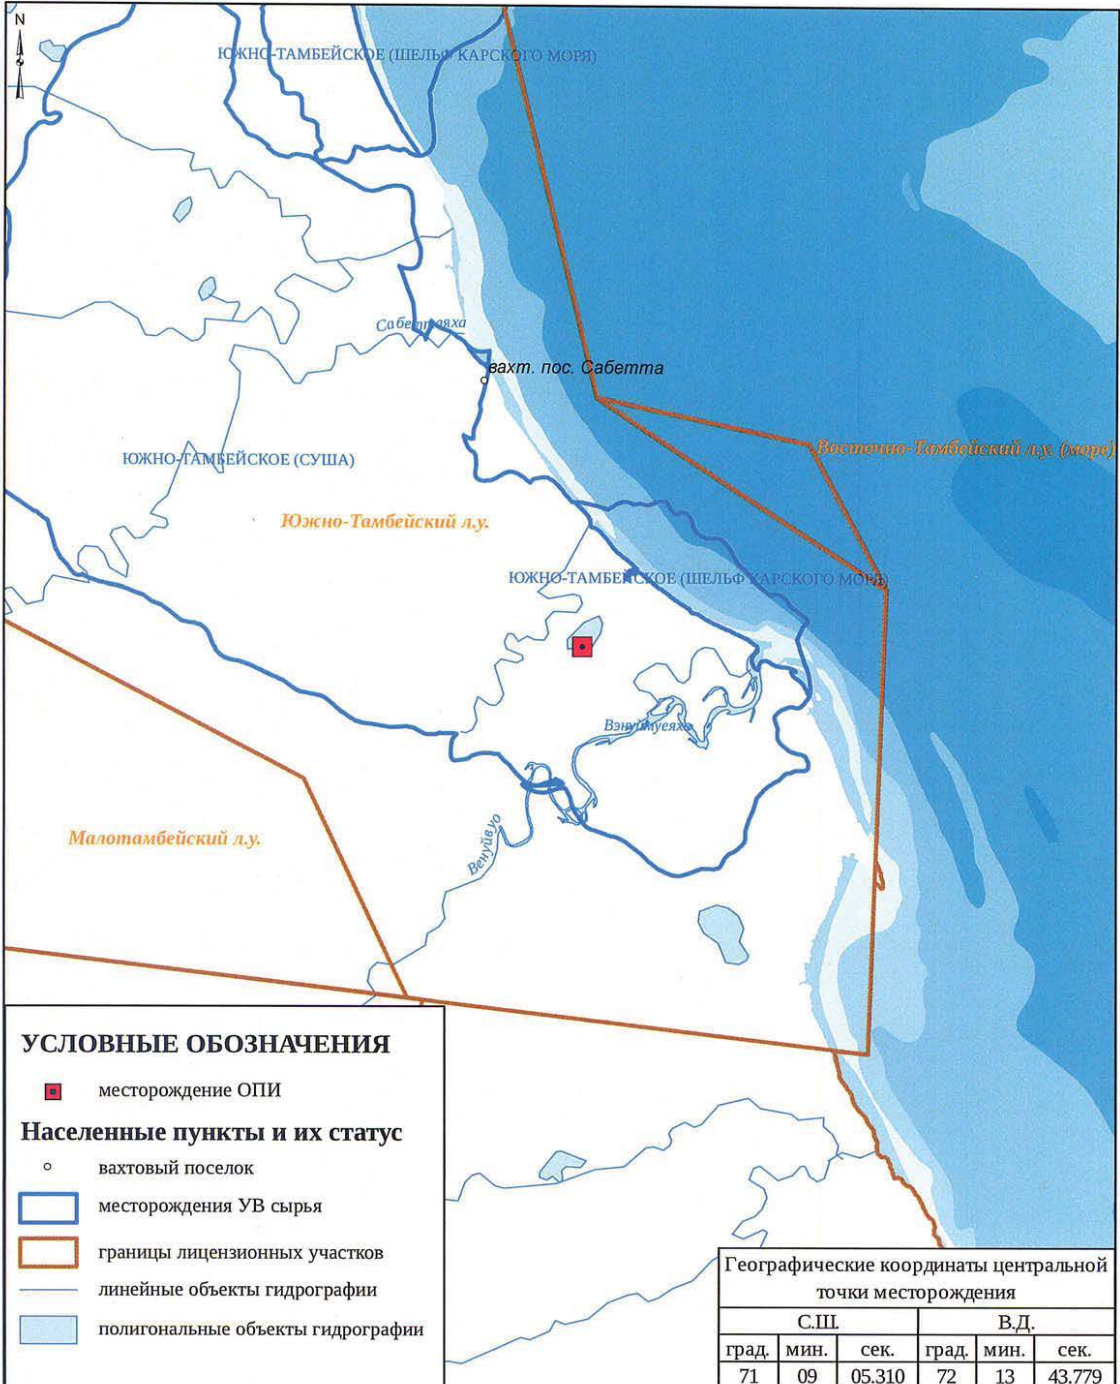 N
ЮЖНО-ТАМБЕЙСКОЕ (ШЕЛЬФ КАРСКОГО МОРЯ)
Сабеттаяха
вахт. пос. Сабетта
Восточно-Тамбейский л.у. (море)
ЮЖНО-ТАМБЕЙСКОЕ (СУША)
Южно-Тамбейский л.у.
ЮЖНО-ТАМБЕЙСКОЕ (ШЕЛЬФ КАРСКОГО МОРЯ)
Вэнуймуеяха
Малотамбейский л.у.
Венуйвуо
УСЛОВНЫЕ ОБОЗНАЧЕНИЯ
месторождение ОПИ
Населенные пункты и их статус
вахтовый поселок
месторождения УВ сырья
границы лицензионных участков
линейные объекты гидрографии
полигональные объекты гидрографии
Географические координаты центральной
точки месторождения
С.Ш. В.Д.
град. мин. сек. град. мин. сек.
71 09 05.310 72 13 43.779